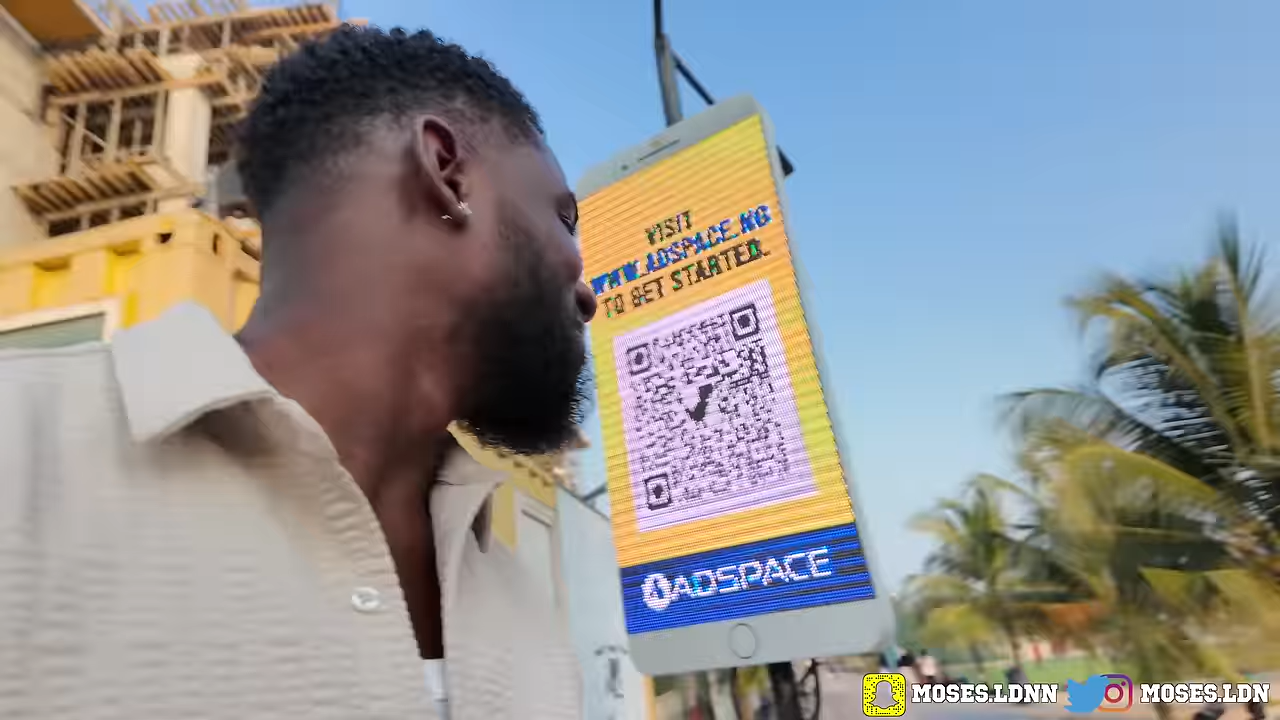 VISIT
WWW.ADSPACE.NG
TO GET STARTED.
ADSPACE
MOSES.LDNN MOSES.LDN